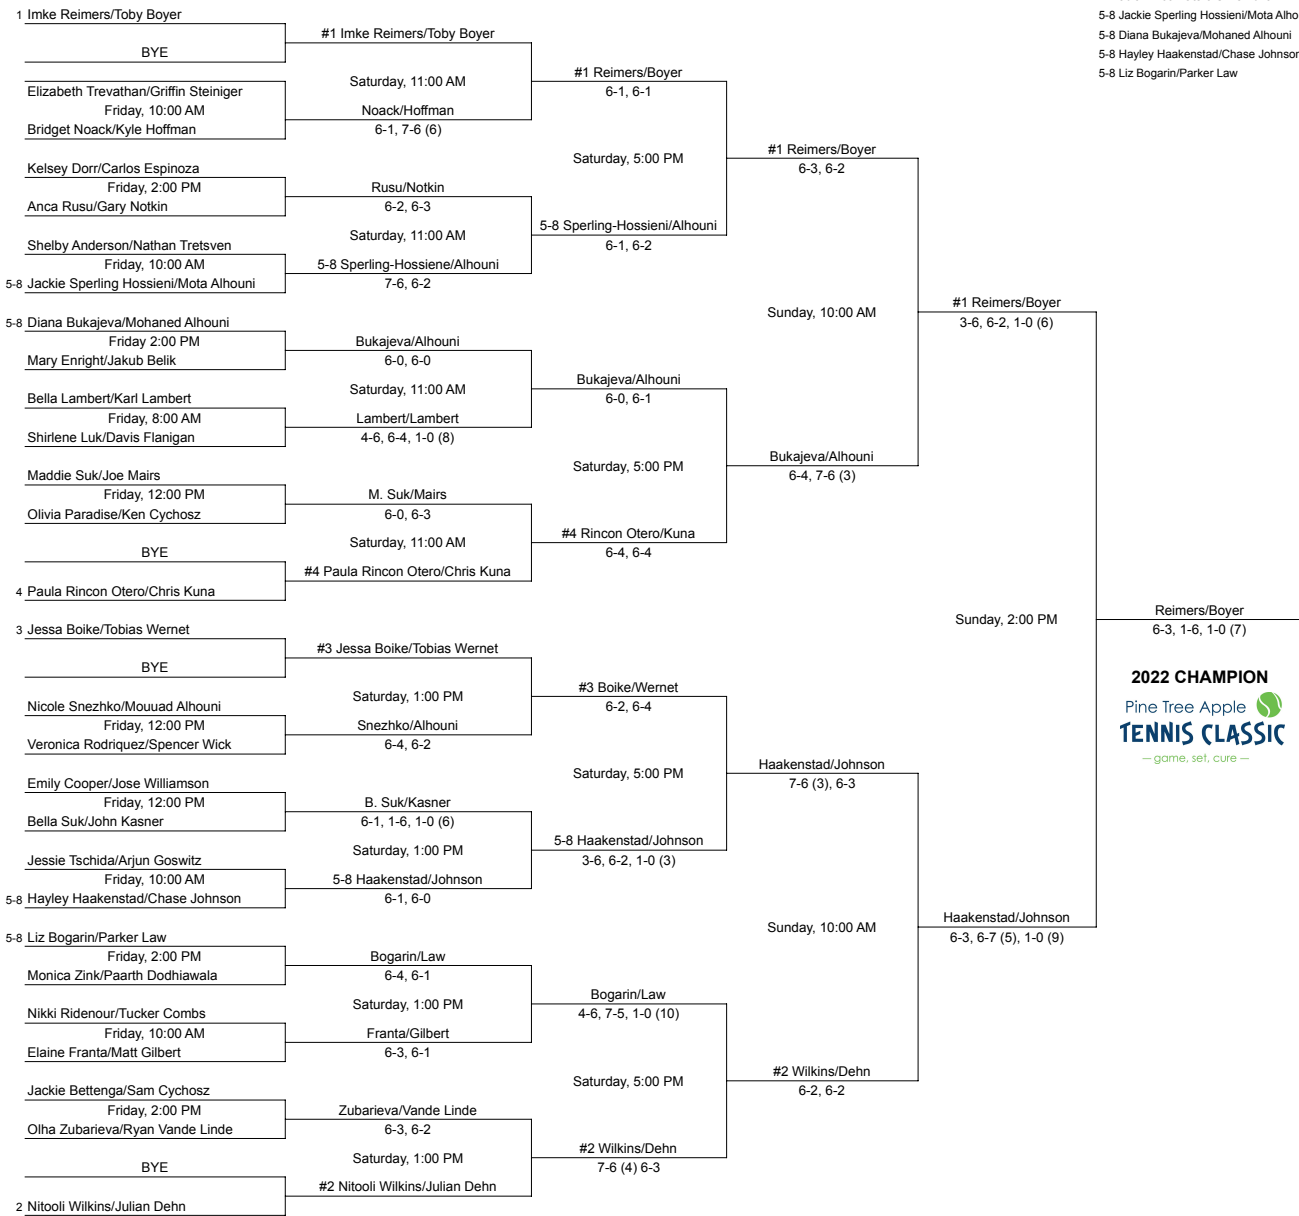 5-8 Jackie Sperling Hossieni/Mota Alho
5-8 Diana Bukajeva/Mohaned Alhouni
5-8 Hayley Haakenstad/Chase Johnson
5-8 Liz Bogarin/Parker Law
1 Imke Reimers/Toby Boyer
BYE
Elizabeth Trevathan/Griffin Steiniger
Friday, 10:00 AM
Bridget Noack/Kyle Hoffman
Kelsey Dorr/Carlos Espinoza
Friday, 2:00 PM
Anca Rusu/Gary Notkin
Shelby Anderson/Nathan Tretsven
Friday, 10:00 AM
5-8 Jackie Sperling Hossieni/Mota Alhouni
5-8 Diana Bukajeva/Mohaned Alhouni
Friday 2:00 PM
Mary Enright/Jakub Belik
Bella Lambert/Karl Lambert
Friday, 8:00 AM
Shirlene Luk/Davis Flanigan
Maddie Suk/Joe Mairs
Friday, 12:00 PM
Olivia Paradise/Ken Cychosz
BYE
4 Paula Rincon Otero/Chris Kuna
3 Jessa Boike/Tobias Wernet
BYE
Nicole Snezhko/Mouuad Alhouni
Friday, 12:00 PM
Veronica Rodriquez/Spencer Wick
Emily Cooper/Jose Williamson
Friday, 12:00 PM
Bella Suk/John Kasner
Jessie Tschida/Arjun Goswitz
Friday, 10:00 AM
5-8 Hayley Haakenstad/Chase Johnson
5-8 Liz Bogarin/Parker Law
Friday, 2:00 PM
Monica Zink/Paarth Dodhiawala
Nikki Ridenour/Tucker Combs
Friday, 10:00 AM
Elaine Franta/Matt Gilbert
Jackie Bettenga/Sam Cychosz
Friday, 2:00 PM
Olha Zubarieva/Ryan Vande Linde
BYE
2 Nitooli Wilkins/Julian Dehn
#1 Imke Reimers/Toby Boyer
Saturday, 11:00 AM
Noack/Hoffman
6-1, 7-6 (6)
Rusu/Notkin
6-2, 6-3
Saturday, 11:00 AM
5-8 Sperling-Hossiene/Alhouni
7-6, 6-2
Bukajeva/Alhouni
6-0, 6-0
Saturday, 11:00 AM
Lambert/Lambert
4-6, 6-4, 1-0 (8)
M. Suk/Mairs
6-0, 6-3
Saturday, 11:00 AM
#4 Paula Rincon Otero/Chris Kuna
#3 Jessa Boike/Tobias Wernet
Saturday, 1:00 PM
Snezhko/Alhouni
6-4, 6-2
B. Suk/Kasner
6-1, 1-6, 1-0 (6)
Saturday, 1:00 PM
5-8 Haakenstad/Johnson
6-1, 6-0
Bogarin/Law
6-4, 6-1
Saturday, 1:00 PM
Franta/Gilbert
6-3, 6-1
Zubarieva/Vande Linde
6-3, 6-2
Saturday, 1:00 PM
#2 Nitooli Wilkins/Julian Dehn
#1 Reimers/Boyer
6-1, 6-1
Saturday, 5:00 PM
5-8 Sperling-Hossieni/Alhouni
6-1, 6-2
Bukajeva/Alhouni
6-0, 6-1
Saturday, 5:00 PM
#4 Rincon Otero/Kuna
6-4, 6-4
#3 Boike/Wernet
6-2, 6-4
Saturday, 5:00 PM
5-8 Haakenstad/Johnson
3-6, 6-2, 1-0 (3)
Bogarin/Law
4-6, 7-5, 1-0 (10)
Saturday, 5:00 PM
#2 Wilkins/Dehn
7-6 (4) 6-3
#1 Reimers/Boyer
6-3, 6-2
Sunday, 10:00 AM
Bukajeva/Alhouni
6-4, 7-6 (3)
Haakenstad/Johnson
7-6 (3), 6-3
Sunday, 10:00 AM
#2 Wilkins/Dehn
6-2, 6-2
#1 Reimers/Boyer
3-6, 6-2, 1-0 (6)
Sunday, 2:00 PM
Haakenstad/Johnson
6-3, 6-7 (5), 1-0 (9)
Reimers/Boyer
6-3, 1-6, 1-0 (7)
2022 CHAMPION
Pine Tree Apple
TENNIS CLASSIC
— game, set, cure —